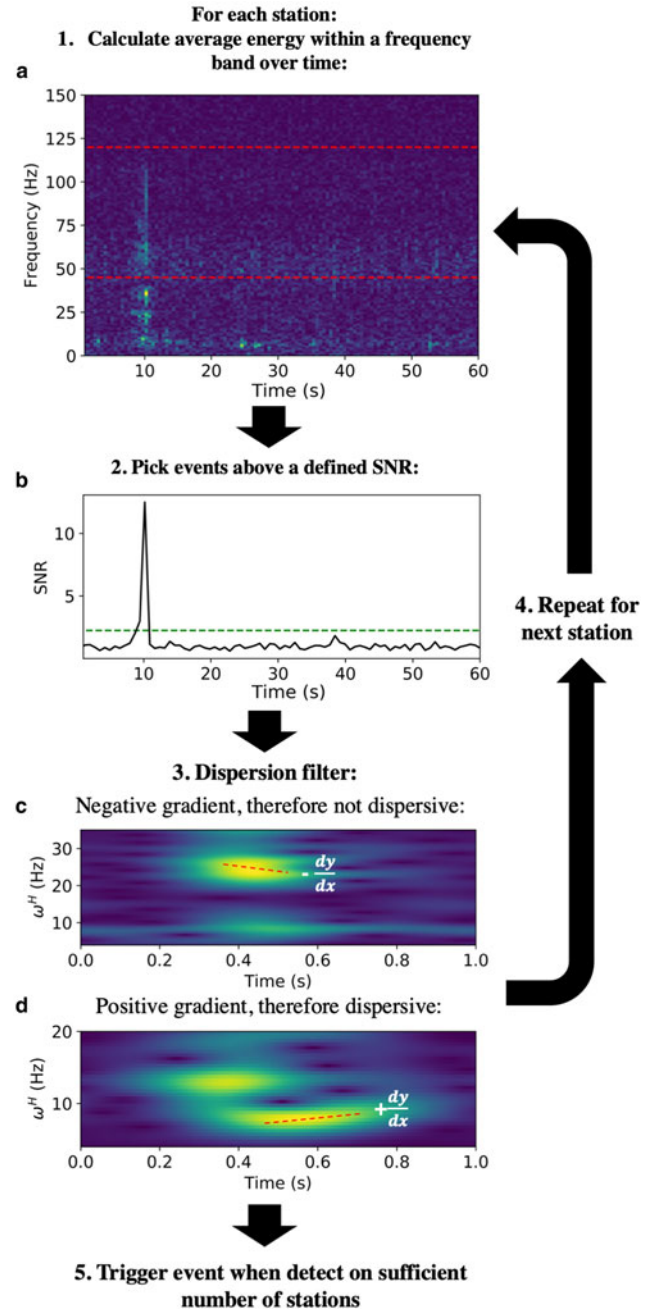 For each station:
1. Calculate average energy within a frequency
band over time:
a
150
125
100
75
50
25
0
Frequency (Hz)
10 20 30 40 50 60
Time (s)
2. Pick events above a defined SNR:
b
10
5
SNR
10 20 30 40 50 60
Time (s)
4. Repeat for
next station
3. Dispersion filter:
c
Negative gradient, therefore not dispersive:
30
20
10
ω^H (Hz)
- dy/dx
0.0 0.2 0.4 0.6 0.8 1.0
Time (s)
d
Positive gradient, therefore dispersive:
20
10
ω^H (Hz)
+ dy/dx
0.0 0.2 0.4 0.6 0.8 1.0
Time (s)
5. Trigger event when detect on sufficient
number of stations